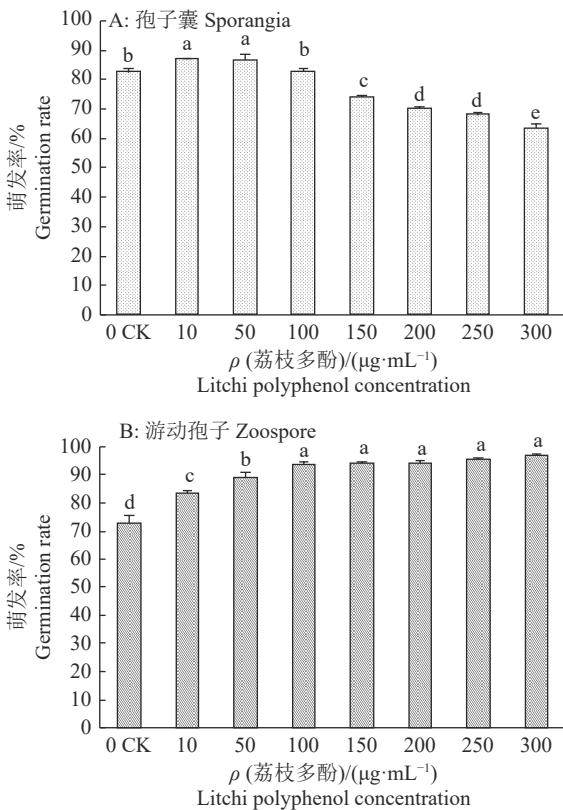 A: 孢子囊 Sporangia
100
90
80
70
60
50
40
30
20
10
0
萌发率/%
Germination rate
b
a
a
b
c
d
d
e
0 CK 10 50 100 150 200 250 300
ρ (荔枝多酚)/(μg·mL⁻¹)
Litchi polyphenol concentration
B: 游动孢子 Zoospore
100
90
80
70
60
50
40
30
20
10
0
萌发率/%
Germination rate
d
c
b
a
a
a
a
a
0 CK 10 50 100 150 200 250 300
ρ (荔枝多酚)/(μg·mL⁻¹)
Litchi polyphenol concentration